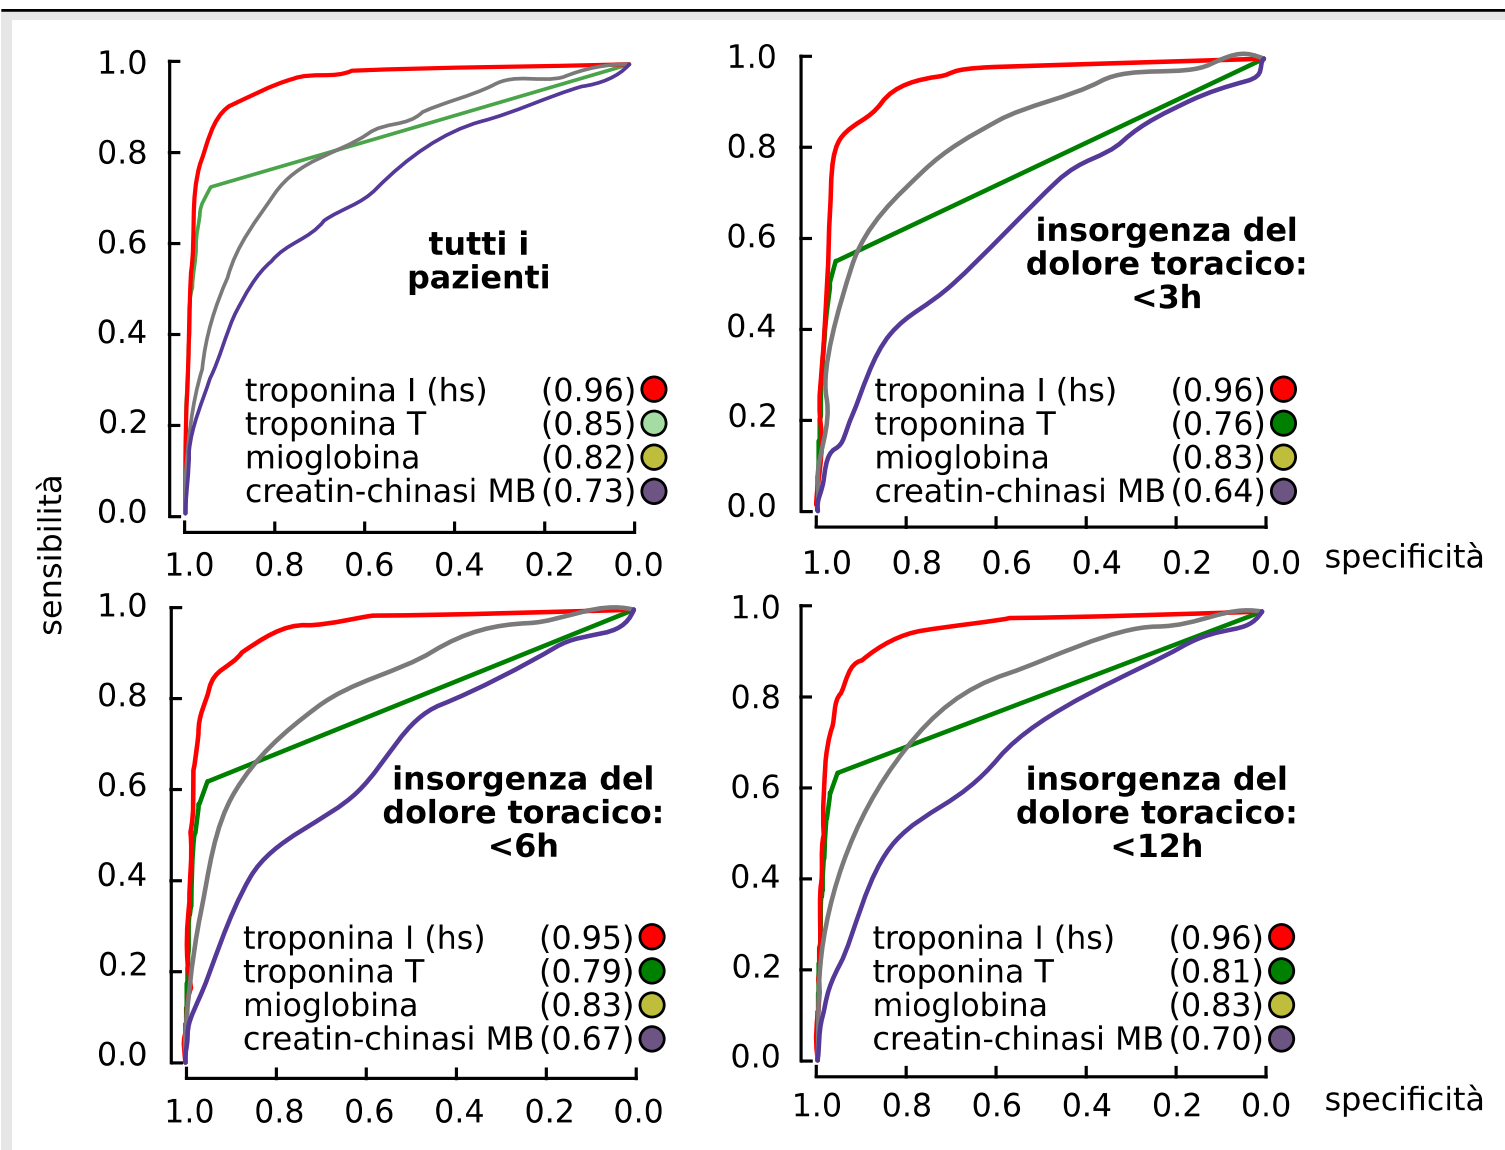 1.0
0.8
0.6
0.4
0.2
0.0
tutti i
pazienti
troponina I (hs) (0.96)
troponina T (0.85)
mioglobina (0.82)
creatin-chinasi MB (0.73)
1.0 0.8 0.6 0.4 0.2 0.0
1.0
0.8
0.6
0.4
0.2
0.0
insorgenza del
dolore toracico:
<3h
troponina I (hs) (0.96)
troponina T (0.76)
mioglobina (0.83)
creatin-chinasi MB (0.64)
1.0 0.8 0.6 0.4 0.2 0.0
specificità
sensibilità
1.0
0.8
0.6
0.4
0.2
0.0
insorgenza del
dolore toracico:
<6h
troponina I (hs) (0.95)
troponina T (0.79)
mioglobina (0.83)
creatin-chinasi MB (0.67)
1.0 0.8 0.6 0.4 0.2 0.0
1.0
0.8
0.6
0.4
0.2
0.0
insorgenza del
dolore toracico:
<12h
troponina I (hs) (0.96)
troponina T (0.81)
mioglobina (0.83)
creatin-chinasi MB (0.70)
1.0 0.8 0.6 0.4 0.2 0.0
specificità